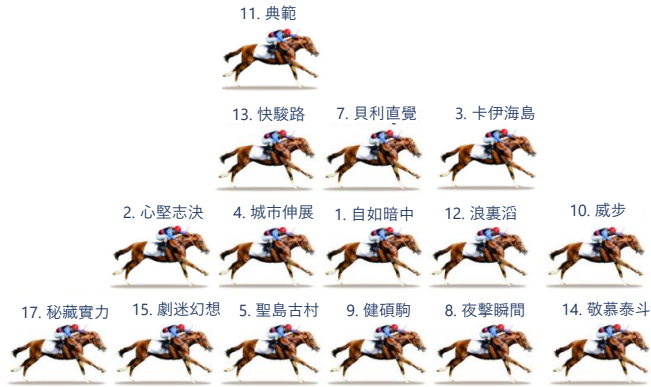 11. 典範
13. 快駿路 7. 貝利直覺 3. 卡伊海島
2. 心堅志決 4. 城市伸展 1. 自如暗中 12. 浪裏滔 10. 威步
17. 秘藏實力 15. 劇迷幻想 5. 聖島古村 9. 健碩駒 8. 夜擊瞬間 14. 敬慕泰斗